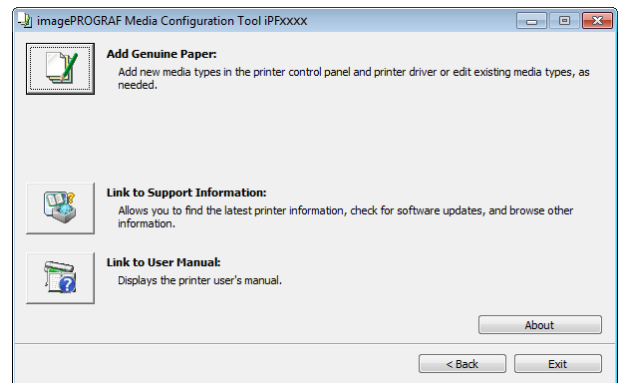 imagePROGRAF Media Configuration Tool iPFxxxx
Add Genuine Paper:
Add new media types in the printer control panel and printer driver or edit existing media types, as
needed.
Link to Support Information:
Allows you to find the latest printer information, check for software updates, and browse other
information.
Link to User Manual:
Displays the printer user's manual.
About
< Back
Exit